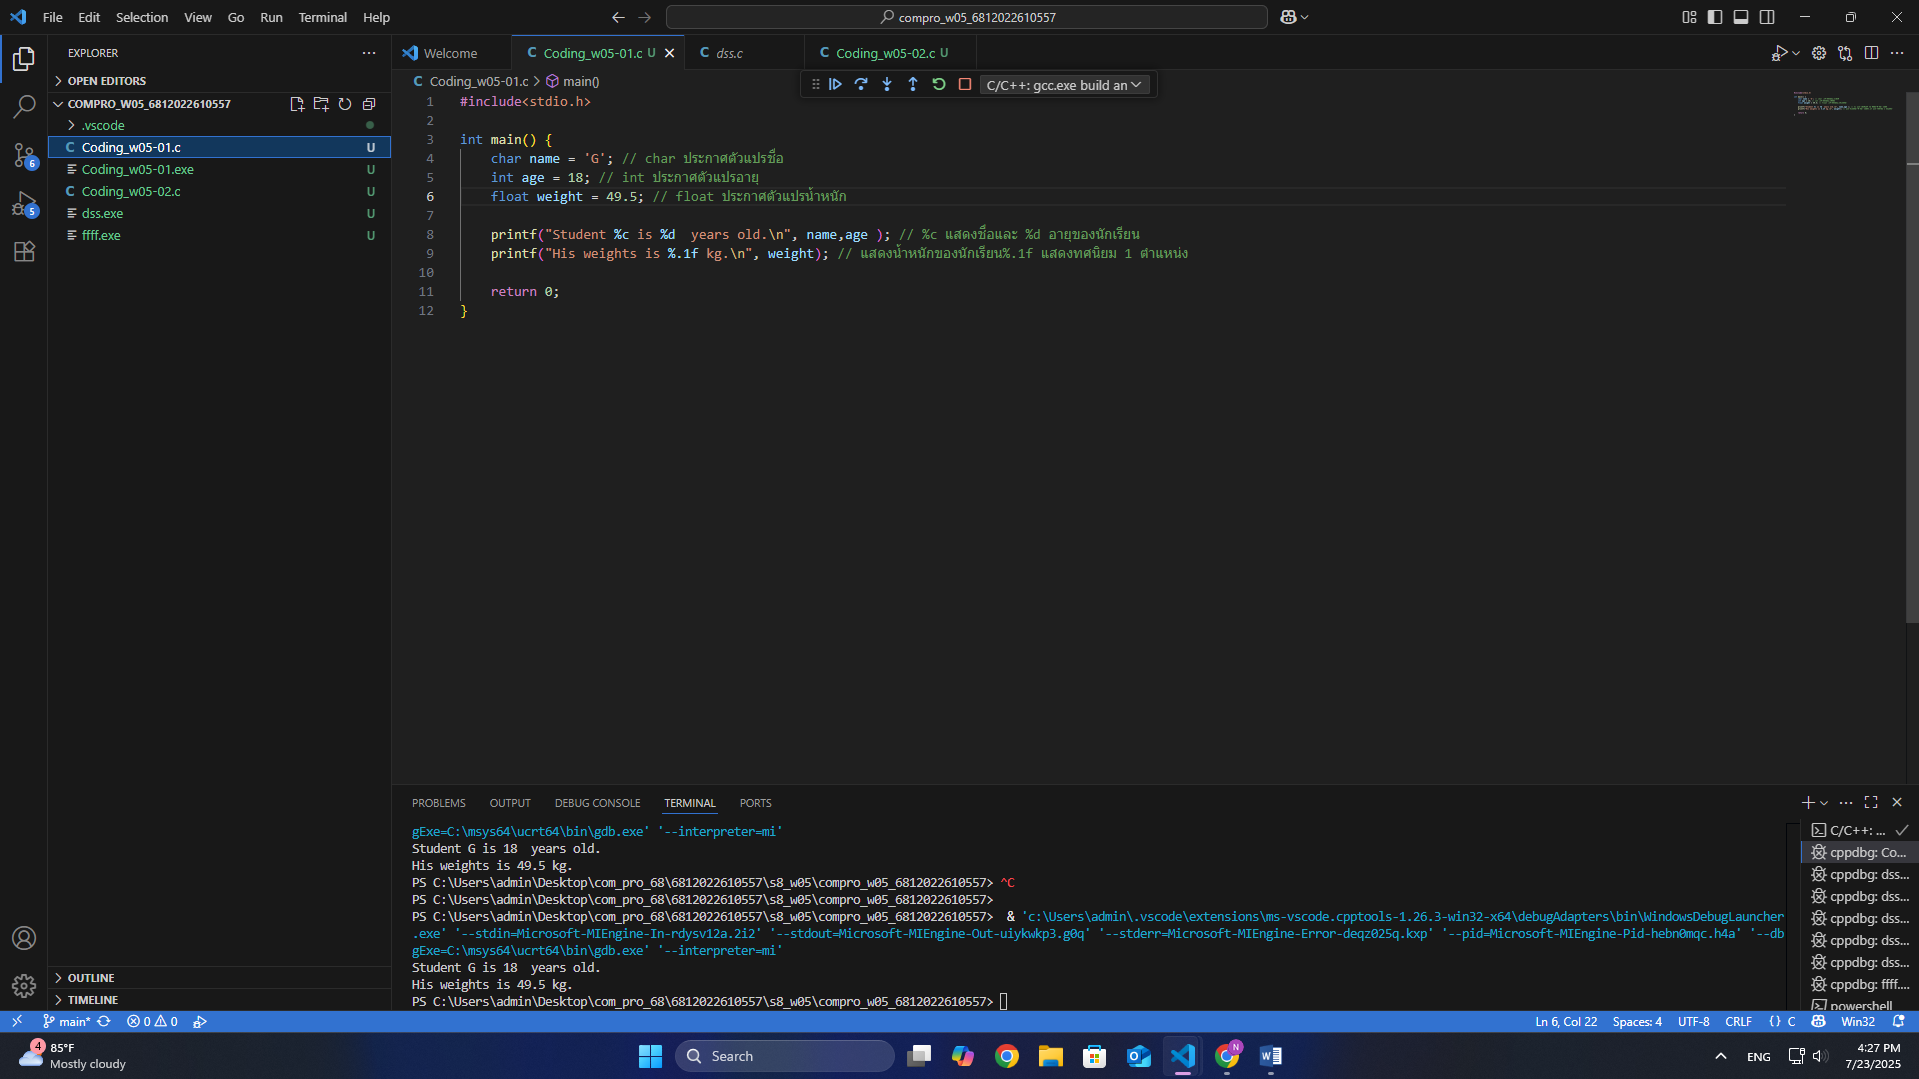 File Edit Selection View Go Run Terminal Help
compro_w05_6812022610557
EXPLORER
OPEN EDITORS
COMPRO_W05_6812022610557
.vscode
Coding_w05-01.c U
Coding_w05-01.exe U
Coding_w05-02.c U
dss.exe U
ffff.exe U
OUTLINE
TIMELINE
6
5
Welcome
Coding_w05-01.c U
dss.c
Coding_w05-02.c U
Coding_w05-01.c > main()
C/C++: gcc.exe build an
1 #include<stdio.h>
2
3 int main() {
4 char name = 'G'; // char ประกาศตัวแปรชื่อ
5 int age = 18; // int ประกาศตัวแปรอายุ
6 float weight = 49.5; // float ประกาศตัวแปรน้ำหนัก
7
8 printf("Student %c is %d  years old.\n", name,age ); // %c แสดงชื่อและ %d อายุของนักเรียน
9 printf("His weights is %.1f kg.\n", weight); // แสดงน้ำหนักของนักเรียน%.1f แสดงทศนิยม 1 ตำแหน่ง
10
11 return 0;
12 }
PROBLEMS OUTPUT DEBUG CONSOLE TERMINAL PORTS
gExe=C:\msys64\ucrt64\bin\gdb.exe' '--interpreter=mi'
Student G is 18  years old.
His weights is 49.5 kg.
PS C:\Users\admin\Desktop\com_pro_68\6812022610557\s8_w05\compro_w05_6812022610557> ^C
PS C:\Users\admin\Desktop\com_pro_68\6812022610557\s8_w05\compro_w05_6812022610557>
PS C:\Users\admin\Desktop\com_pro_68\6812022610557\s8_w05\compro_w05_6812022610557>  & 'c:\Users\admin\.vscode\extensions\ms-vscode.cpptools-1.26.3-win32-x64\debugAdapters\bin\WindowsDebugLauncher
.exe' '--stdin=Microsoft-MIEngine-In-rdysv12a.2i2' '--stdout=Microsoft-MIEngine-Out-uiykwkp3.g0q' '--stderr=Microsoft-MIEngine-Error-deqz025q.kxp' '--pid=Microsoft-MIEngine-Pid-hebn0mqc.h4a' '--db
gExe=C:\msys64\ucrt64\bin\gdb.exe' '--interpreter=mi'
Student G is 18  years old.
His weights is 49.5 kg.
PS C:\Users\admin\Desktop\com_pro_68\6812022610557\s8_w05\compro_w05_6812022610557>
C/C++: ...
cppdbg: Co...
cppdbg: dss...
cppdbg: dss...
cppdbg: dss...
cppdbg: dss...
cppdbg: dss...
cppdbg: ffff....
powershell
main* 0 0
Ln 6, Col 22 Spaces: 4 UTF-8 CRLF {} C Win32
4
85°F
Mostly cloudy
Search
N
ENG
4:27 PM
7/23/2025